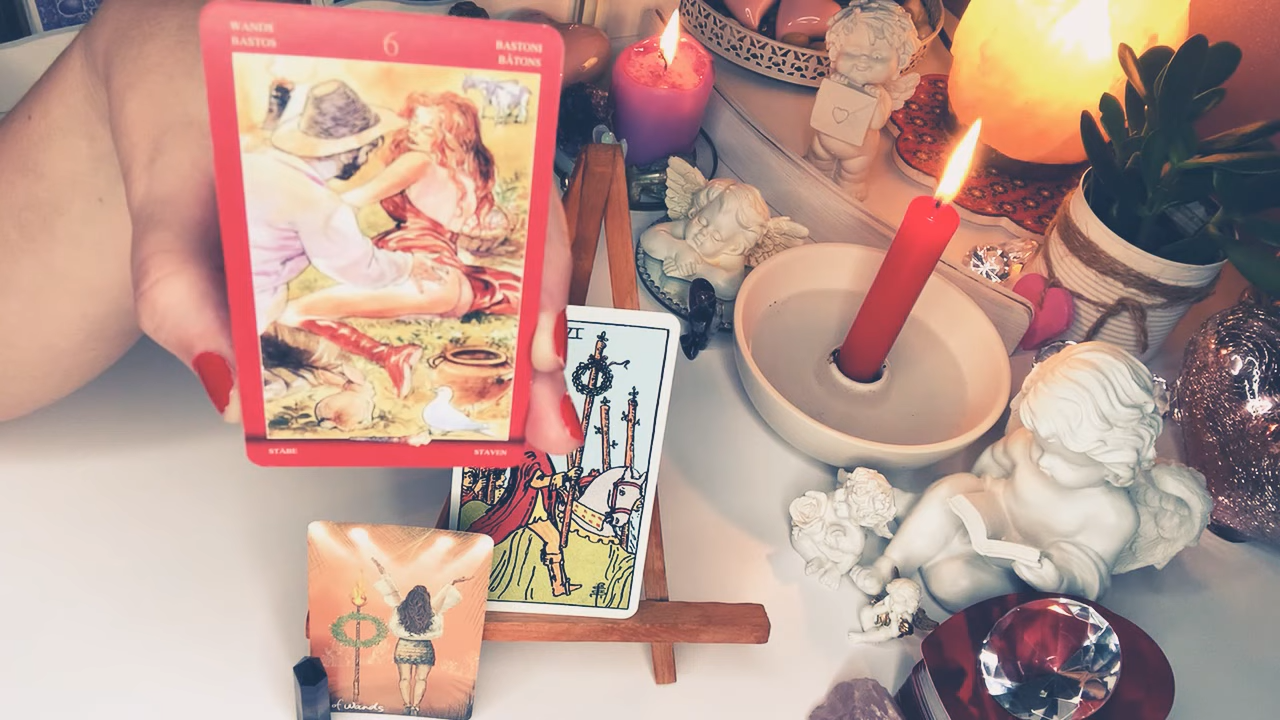 WANDS
BASTOS
6
BASTONI
BÂTONS
STÄBE
STAVEN
VI
of Wands